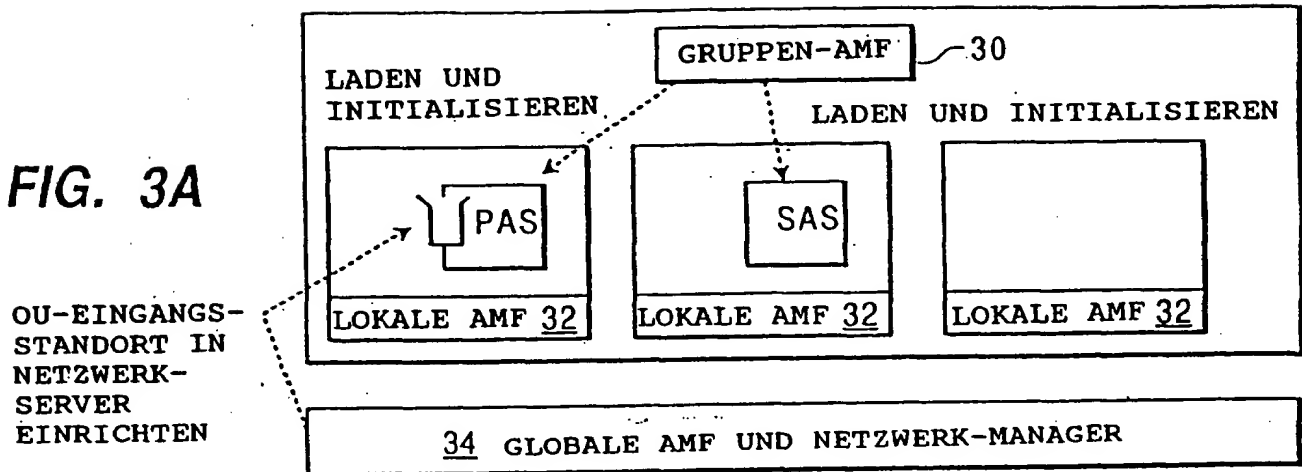 GRUPPEN-AMF 30
LADEN UND
INITIALISIEREN
LADEN UND INITIALISIEREN
FIG. 3A
PAS
SAS
OU-EINGANGS-
STANDORT IN
NETZWERK-
SERVER
EINRICHTEN
LOKALE AMF 32
LOKALE AMF 32
LOKALE AMF 32
34 GLOBALE AMF UND NETZWERK-MANAGER